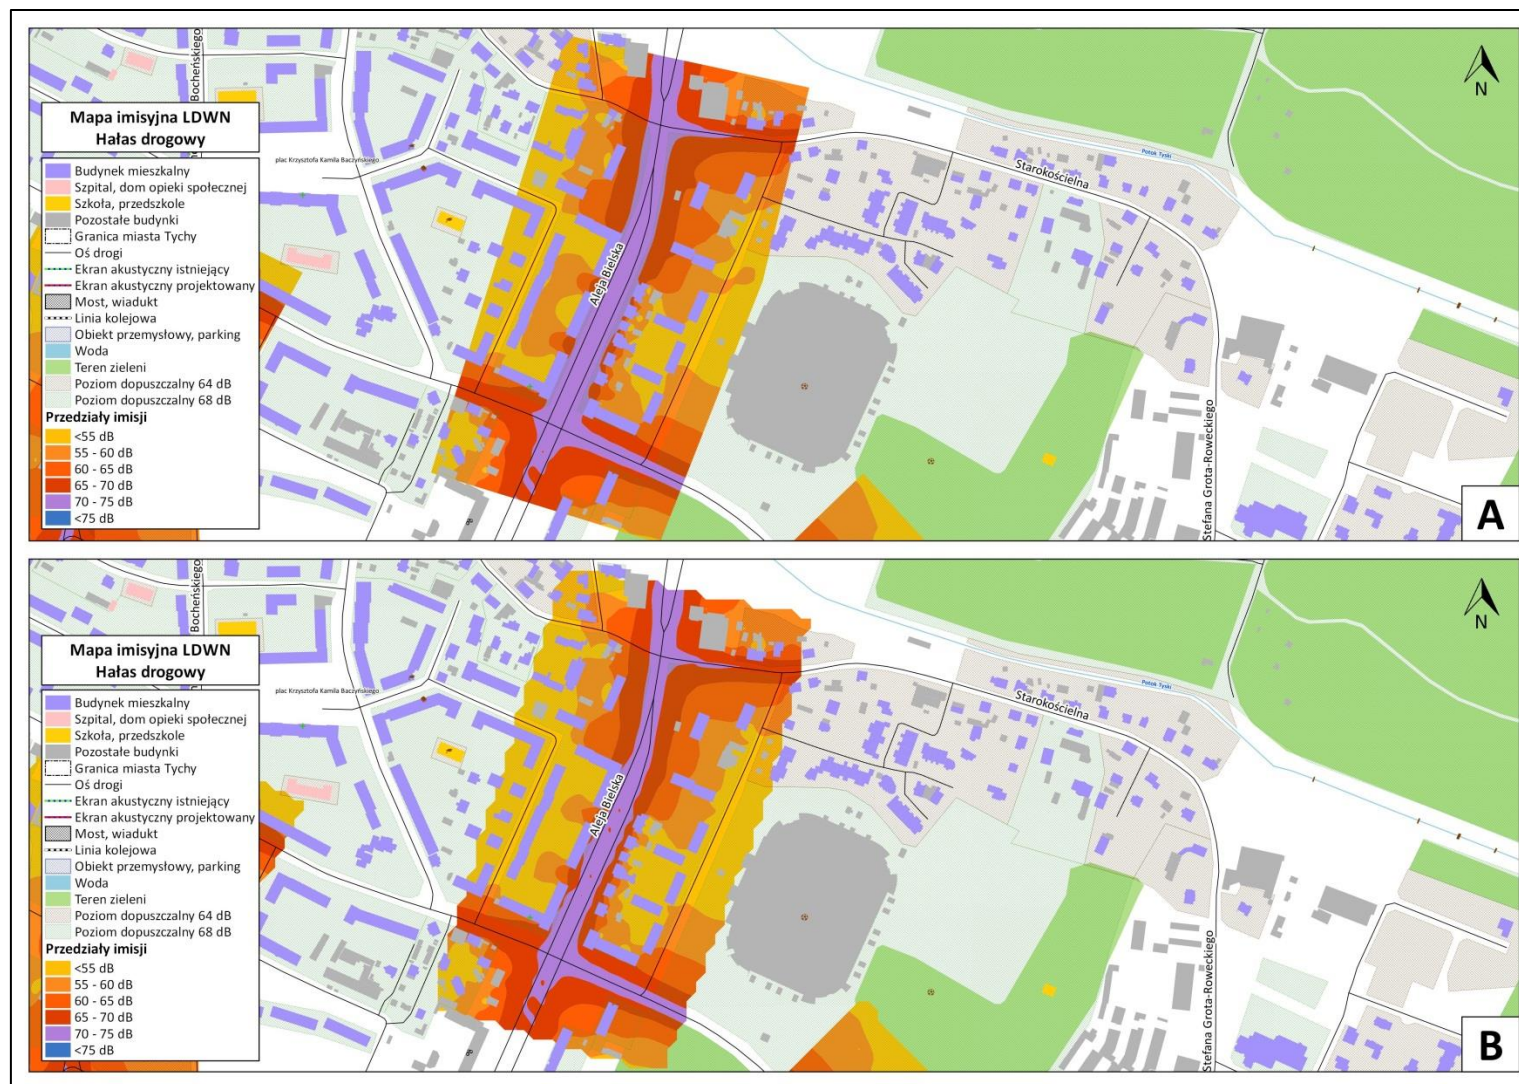 Bocheńskiego
N
Mapa imisyjna LDWN
Hałas drogowy
plac Krzysztofa Kamila Baczyńskiego
Starokościelna
Potok Tyski
Aleja Bielska
Stefana Grota-Roweckiego
Budynek mieszkalny
Szpital, dom opieki społecznej
Szkoła, przedszkole
Pozostałe budynki
Granica miasta Tychy
Oś drogi
Ekran akustyczny istniejący
Ekran akustyczny projektowany
Most, wiadukt
Linia kolejowa
Obiekt przemysłowy, parking
Woda
Teren zieleni
Poziom dopuszczalny 64 dB
Poziom dopuszczalny 68 dB
Przedziały imisji
<55 dB
55 - 60 dB
60 - 65 dB
65 - 70 dB
70 - 75 dB
<75 dB
A
Bocheńskiego
N
Mapa imisyjna LDWN
Hałas drogowy
plac Krzysztofa Kamila Baczyńskiego
Starokościelna
Potok Tyski
Aleja Bielska
Stefana Grota-Roweckiego
Budynek mieszkalny
Szpital, dom opieki społecznej
Szkoła, przedszkole
Pozostałe budynki
Granica miasta Tychy
Oś drogi
Ekran akustyczny istniejący
Ekran akustyczny projektowany
Most, wiadukt
Linia kolejowa
Obiekt przemysłowy, parking
Woda
Teren zieleni
Poziom dopuszczalny 64 dB
Poziom dopuszczalny 68 dB
Przedziały imisji
<55 dB
55 - 60 dB
60 - 65 dB
65 - 70 dB
70 - 75 dB
<75 dB
B